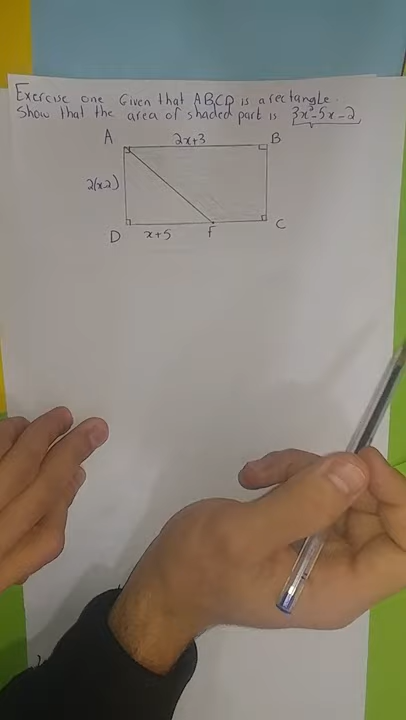 Exercise one Given that ABCD is a rectangle.
Show that the area of shaded part is 3x²-5x-2
A 2x+3 B
2(x-2)
D x+5 F C